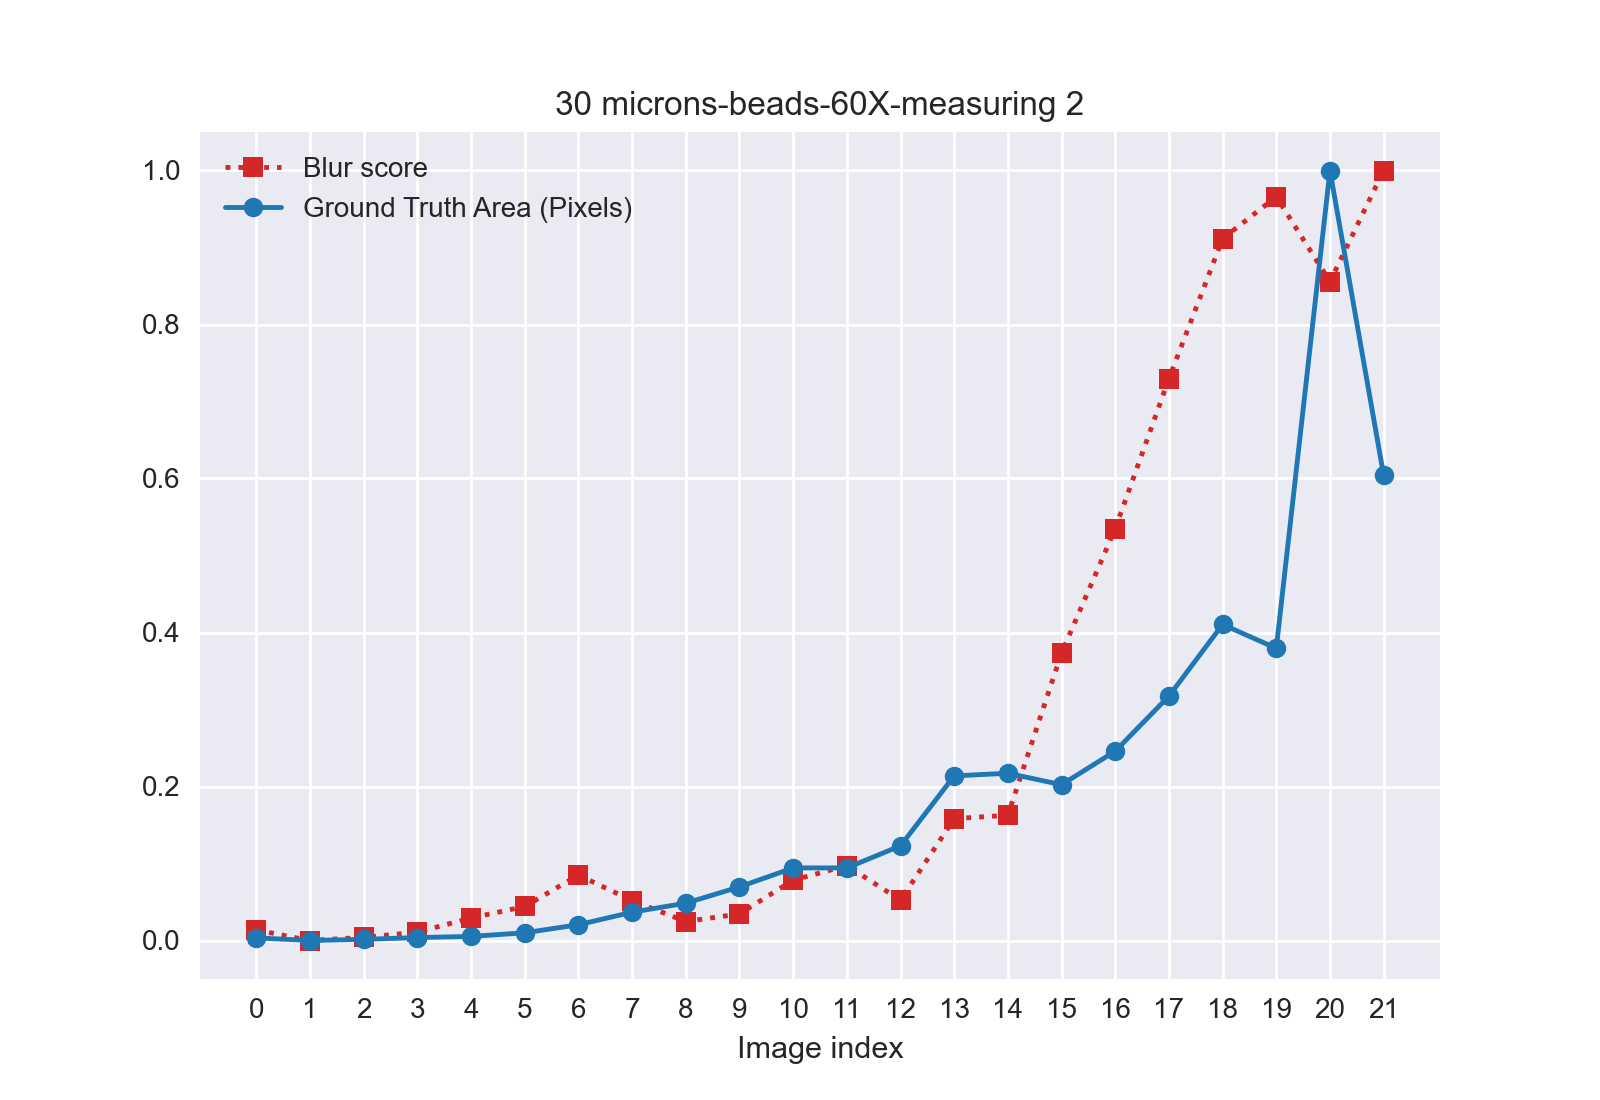 30 microns-beads-60X-measuring 2
Blur score
Ground Truth Area (Pixels)
1.0
0.8
0.6
0.4
0.2
0.0
0 1 2 3 4 5 6 7 8 9 10 11 12 13 14 15 16 17 18 19 20 21
Image index